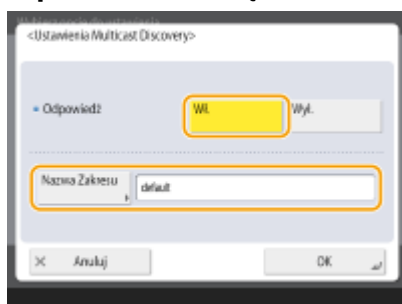 <Ustawienia Multicast Discovery>
Odpowiedź
Wł.
Wył.
Nazwa Zakresu
default
Anuluj
OK